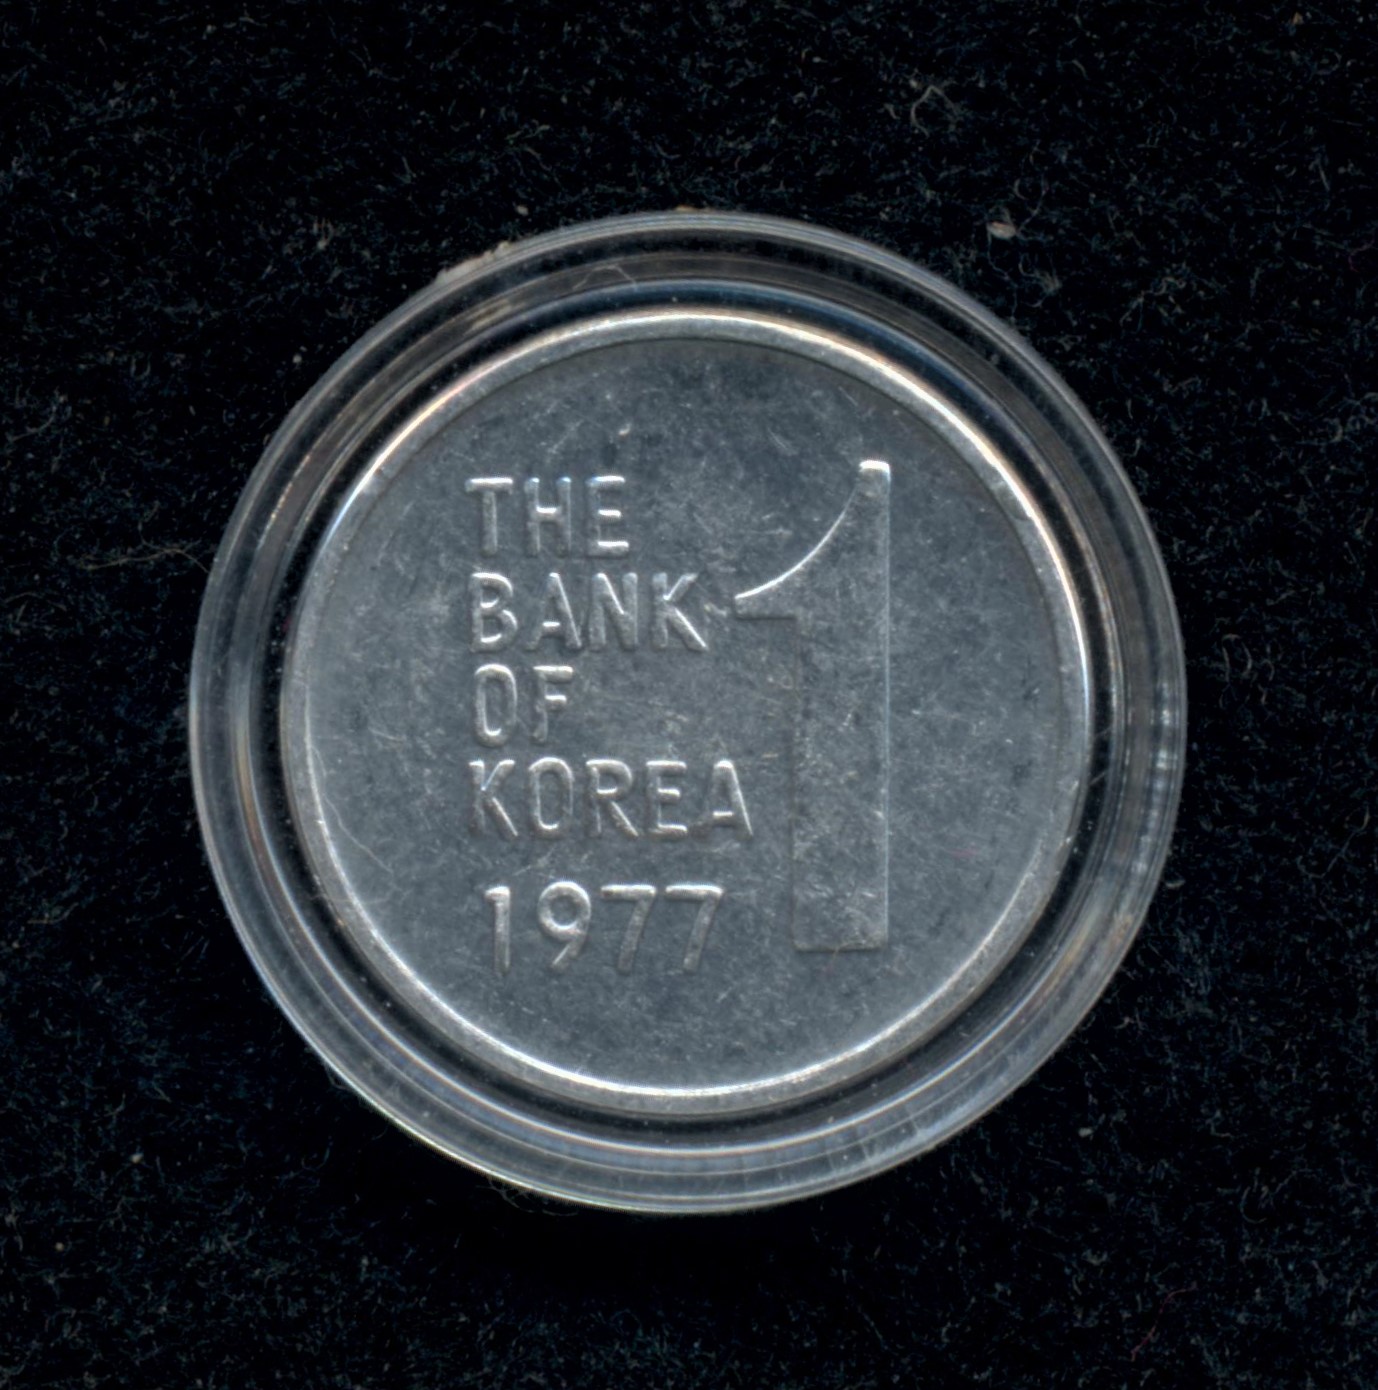 THE
BANK
OF
KOREA
1977
1